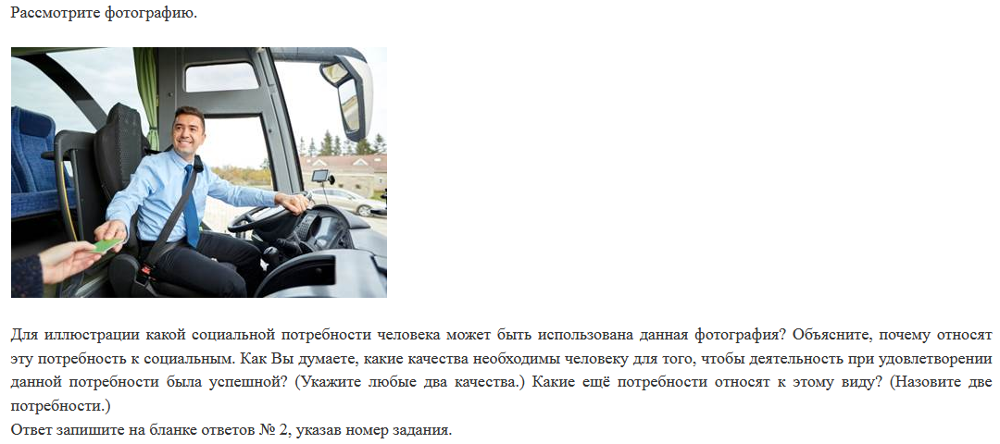 Рассмотрите фотографию.
Для иллюстрации какой социальной потребности человека может быть использована данная фотография? Объясните, почему относят
эту потребность к социальным. Как Вы думаете, какие качества необходимы человеку для того, чтобы деятельность при удовлетворении
данной потребности была успешной? (Укажите любые два качества.) Какие ещё потребности относят к этому виду? (Назовите две
потребности.)
Ответ запишите на бланке ответов № 2, указав номер задания.